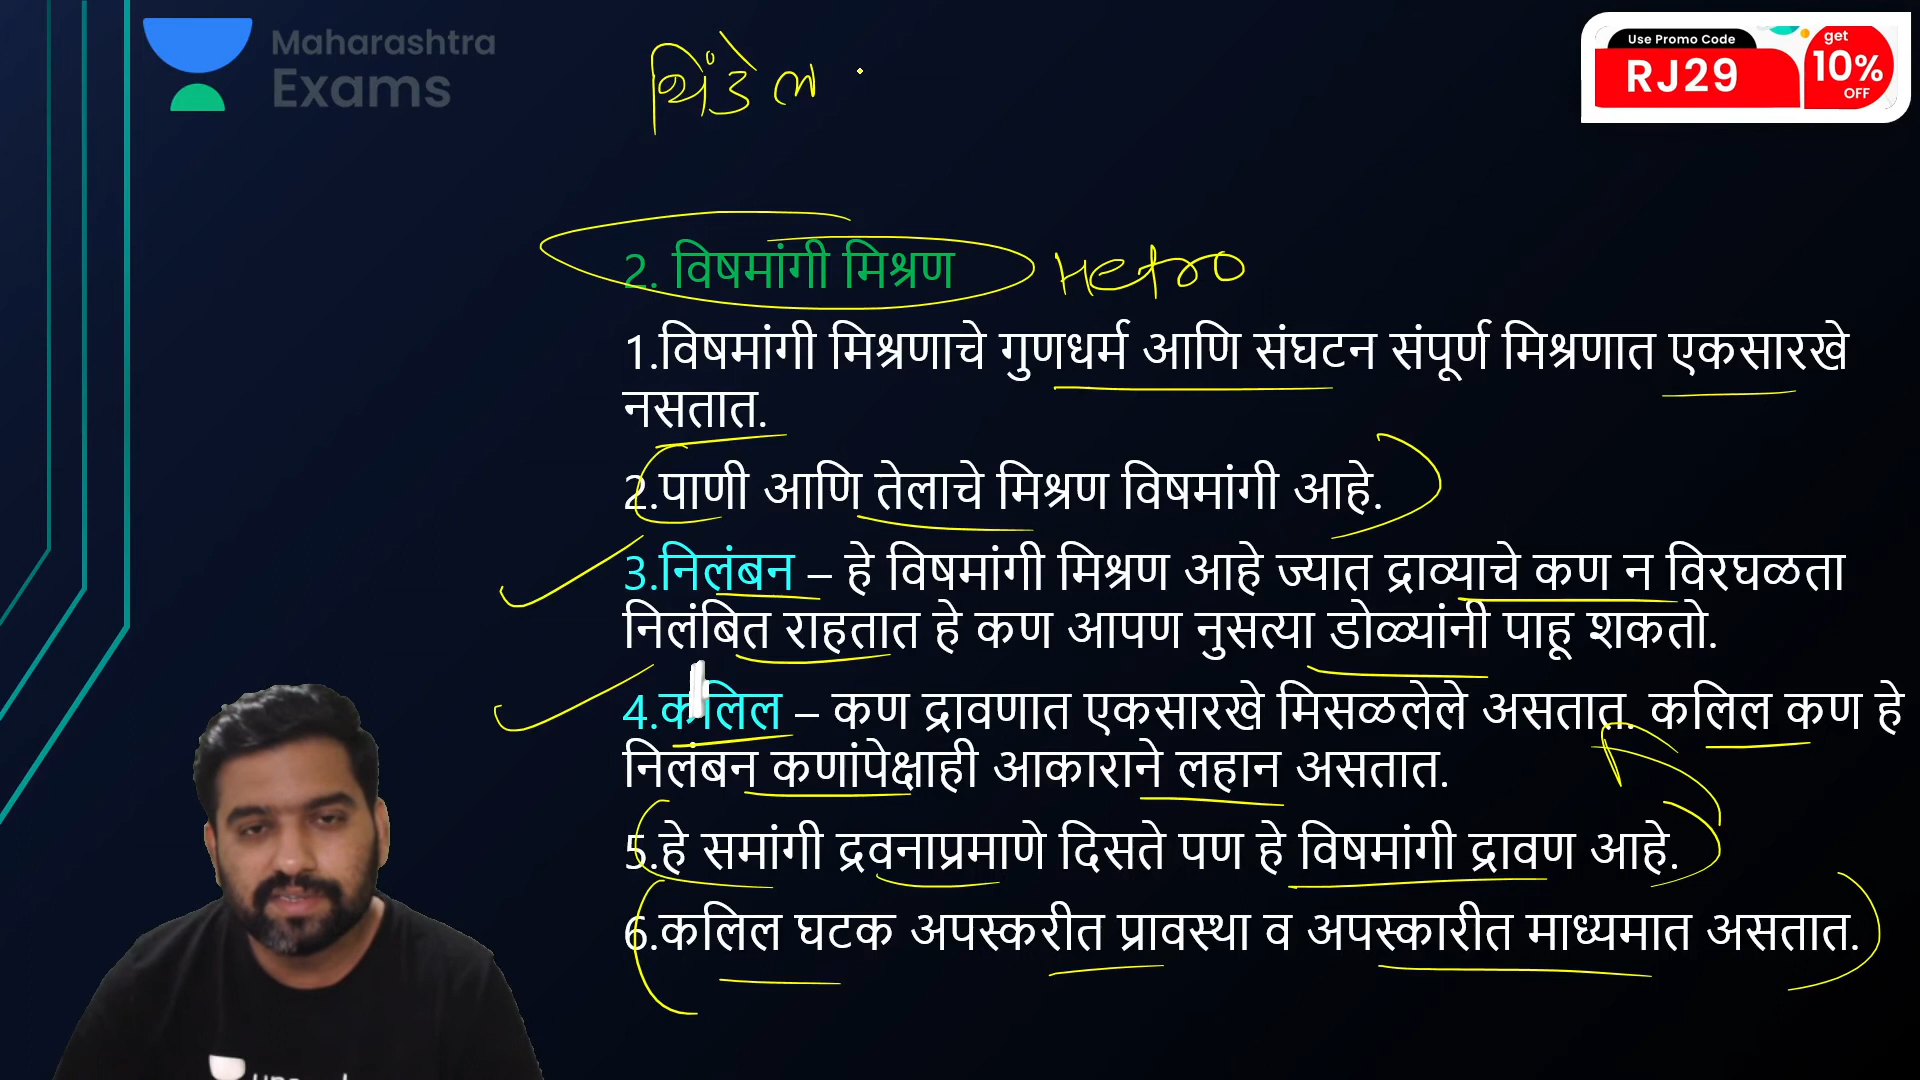 Maharashtra
Exams
Use Promo Code
RJ29
get
10%
OFF
2. विषमांगी मिश्रण
Hetro
1.विषमांगी मिश्रणाचे गुणधर्म आणि संघटन संपूर्ण मिश्रणात एकसारखे
नसतात.
2.पाणी आणि तेलाचे मिश्रण विषमांगी आहे.
3.निलंबन – हे विषमांगी मिश्रण आहे ज्यात द्राव्याचे कण न विरघळता
निलंबित राहतात हे कण आपण नुसत्या डोळ्यांनी पाहू शकतो.
4.कलिल – कण द्रावणात एकसारखे मिसळलेले असतात. कलिल कण हे
निलंबन कणांपेक्षाही आकाराने लहान असतात.
5.हे समांगी द्रवनाप्रमाणे दिसते पण हे विषमांगी द्रावण आहे.
6.कलिल घटक अपस्करीत प्रावस्था व अपस्कारीत माध्यमात असतात.